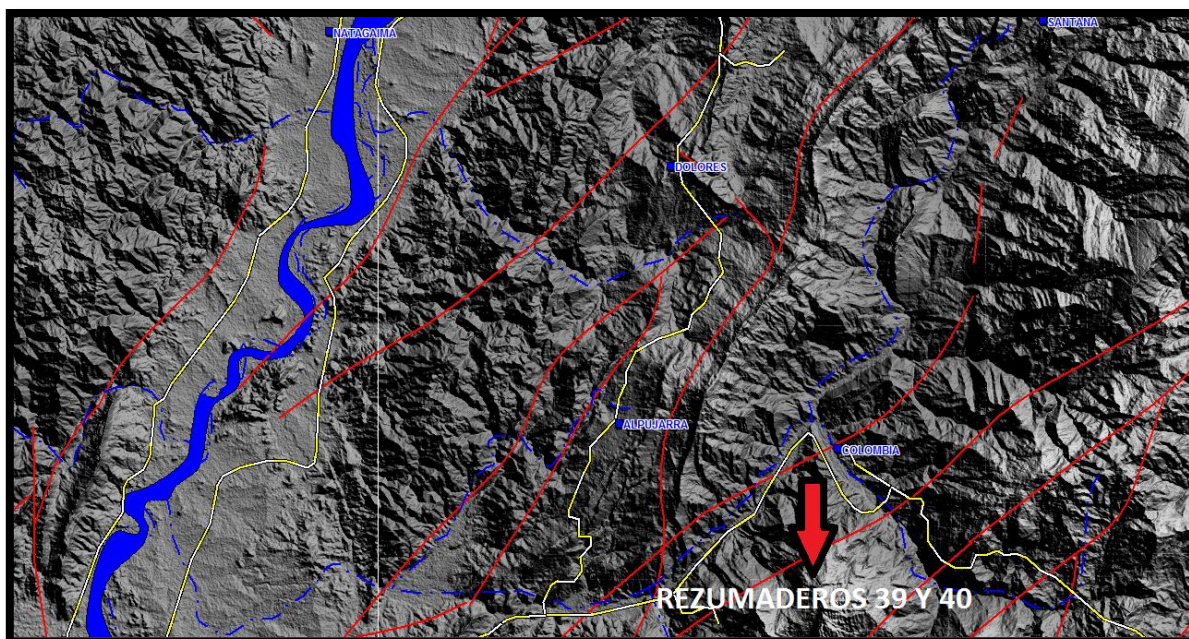 SANTANA
NATAGAIMA
DOLORES
ALPUJARRA
COLOMBIA
REZUMADEROS 39 Y 40